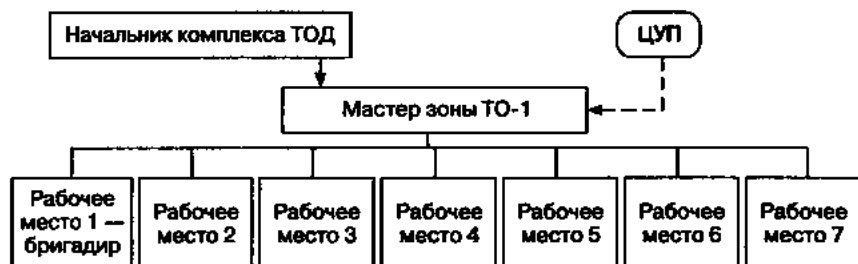 Начальник комплекса ТОД
ЦУП
Мастер зоны ТО-1
Рабочее
место 1 —
бригадир
Рабочее
место 2
Рабочее
место 3
Рабочее
место 4
Рабочее
место 5
Рабочее
место 6
Рабочее
место 7